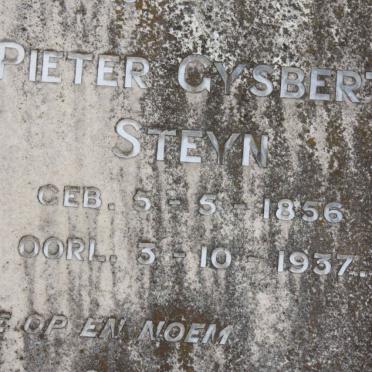 PIETER GYSBERT
STEYN
GEB. 5 - 5 - 1856
OORL. 3 - 10 - 1937.
OP EN NOEM